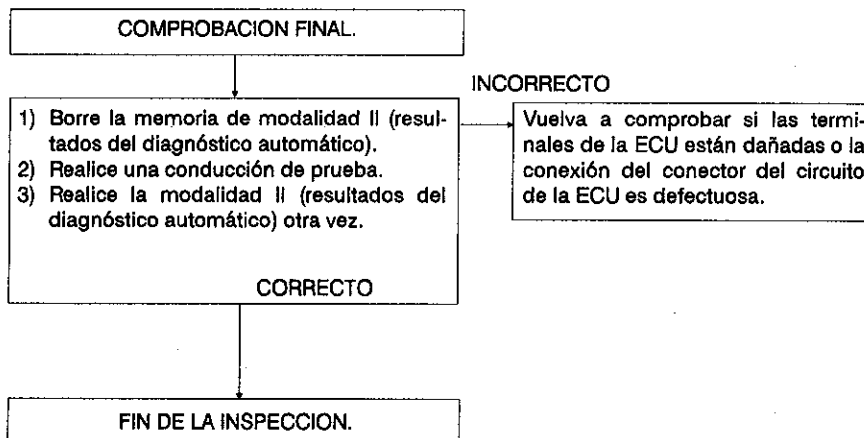 COMPROBACION FINAL.
INCORRECTO
1) Borre la memoria de modalidad II (resul-
tados del diagnóstico automático).
2) Realice una conducción de prueba.
3) Realice la modalidad II (resultados del
diagnóstico automático) otra vez.
CORRECTO
Vuelva a comprobar si las termi-
nales de la ECU están dañadas o la
conexión del conector del circuito
de la ECU es defectuosa.
FIN DE LA INSPECCION.